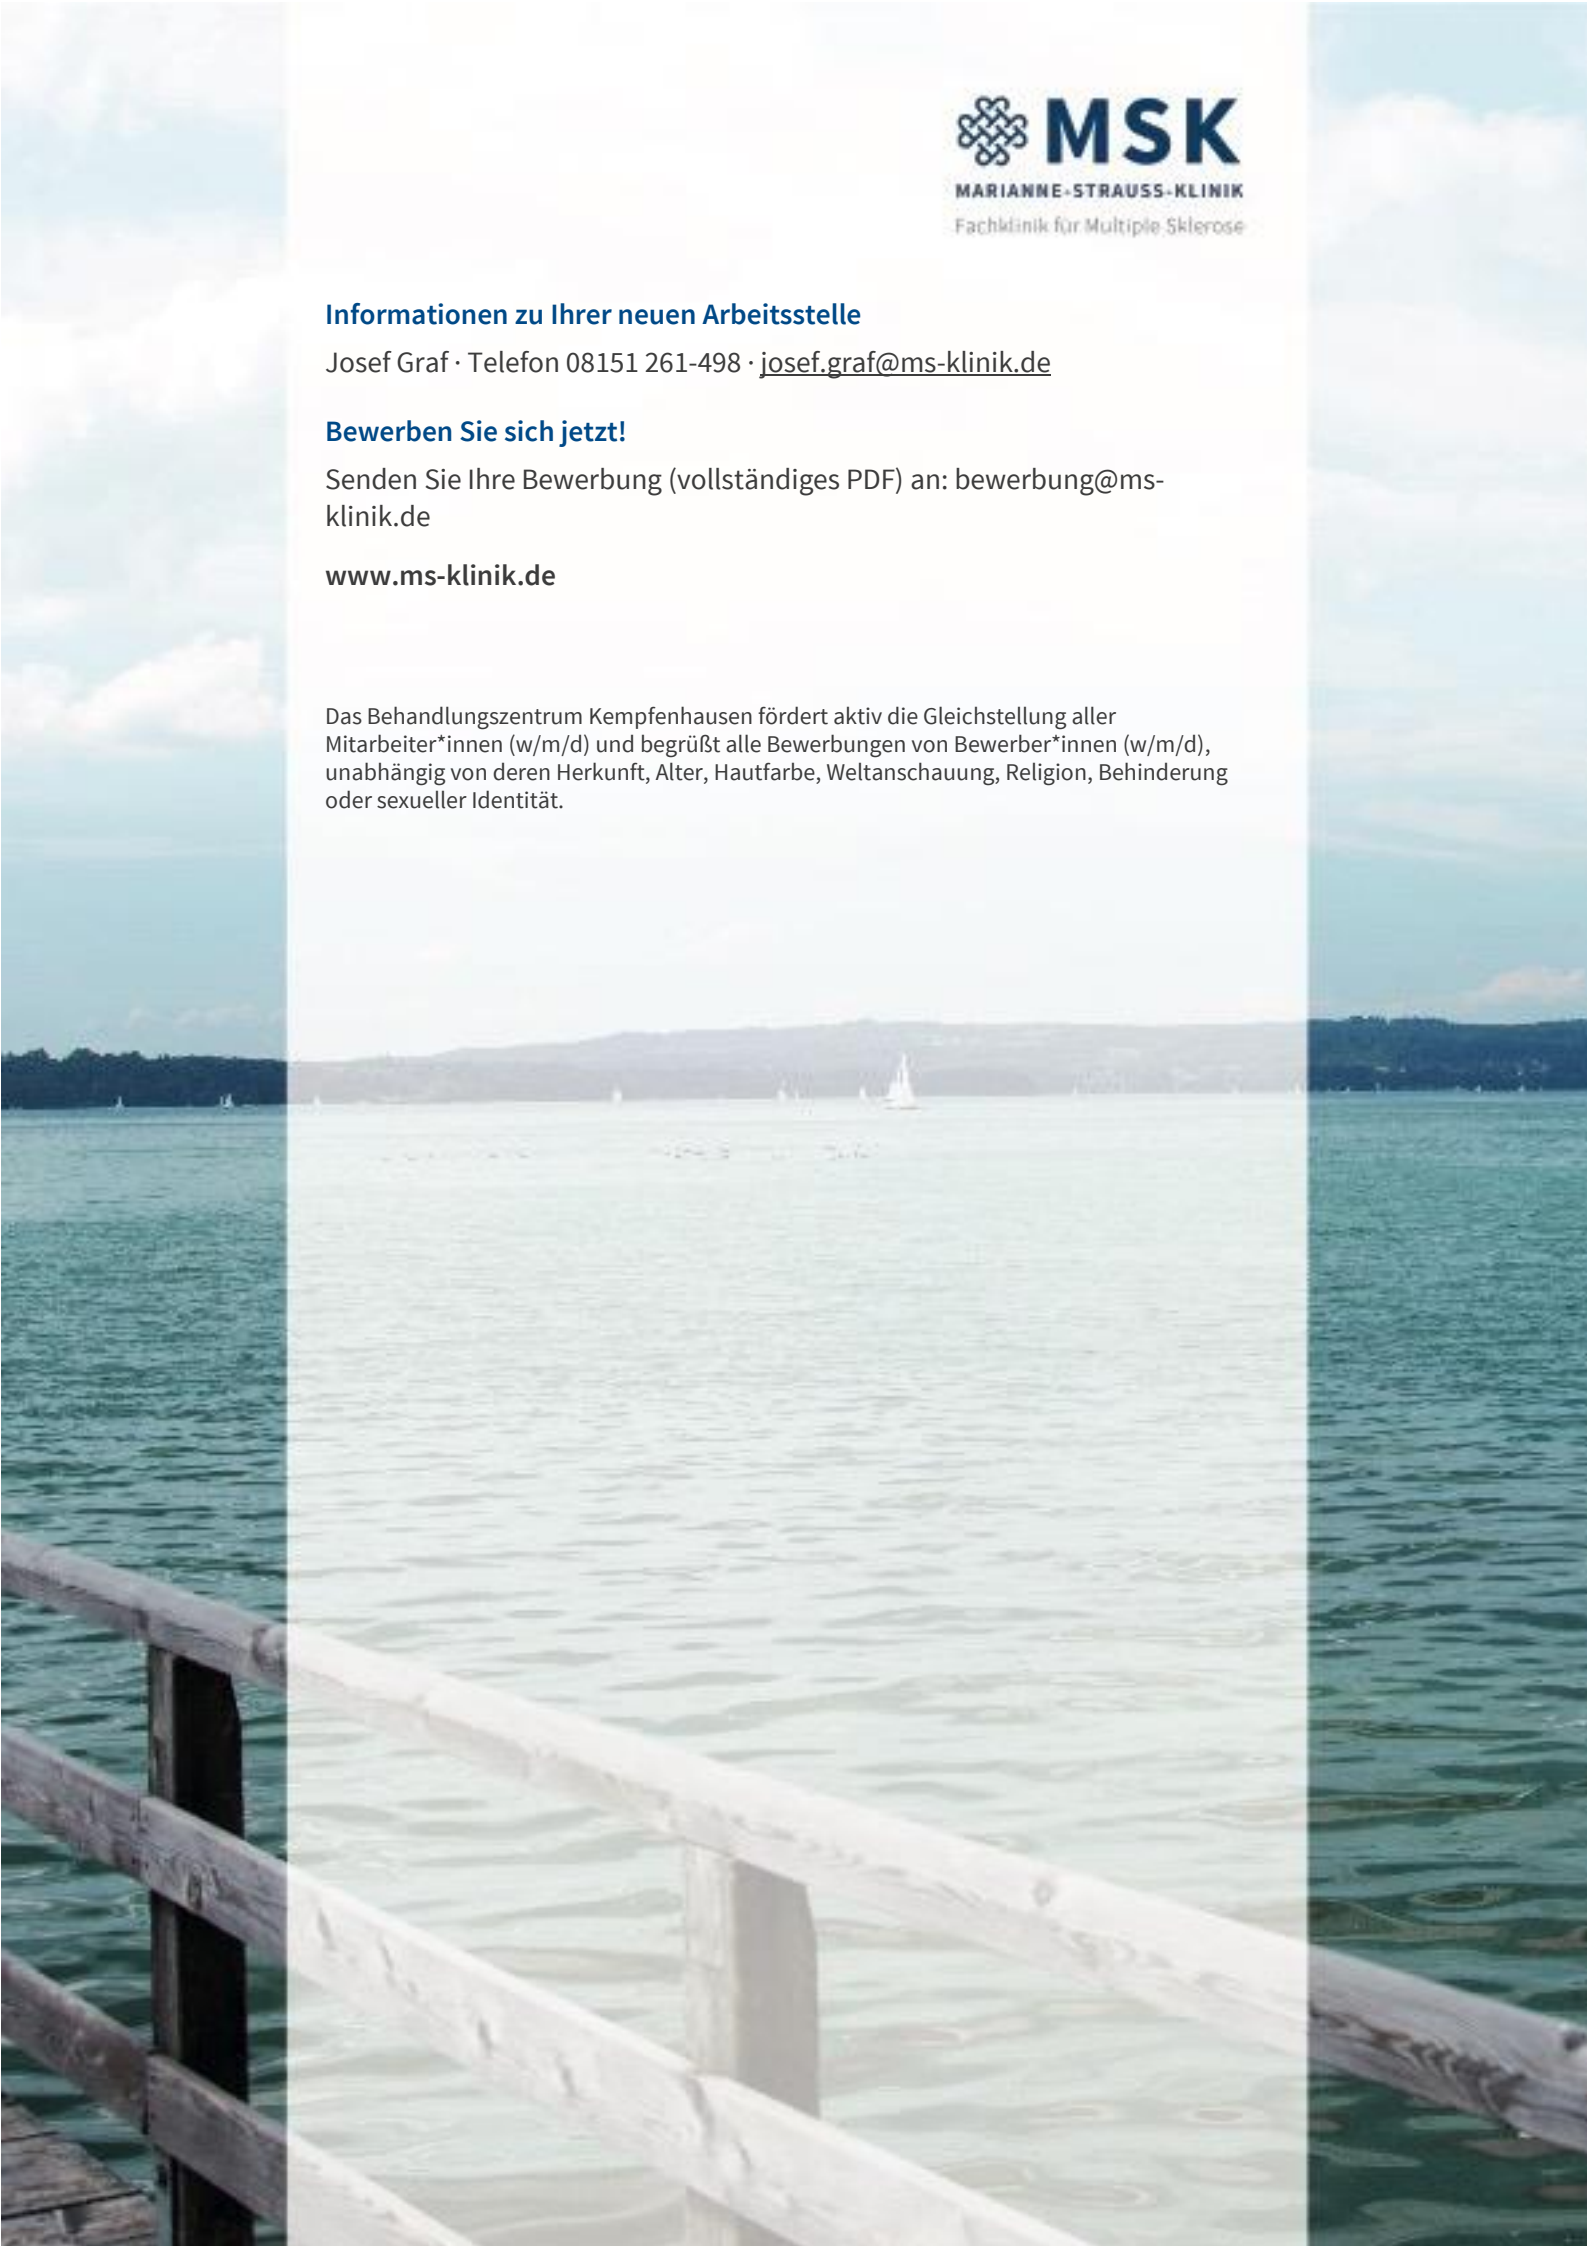 MSK
MARIANNE-STRAUSS-KLINIK
Fachklinik für Multiple Sklerose
Informationen zu Ihrer neuen Arbeitsstelle
Josef Graf · Telefon 08151 261-498 · josef.graf@ms-klinik.de
Bewerben Sie sich jetzt!
Senden Sie Ihre Bewerbung (vollständiges PDF) an: bewerbung@ms-
klinik.de
www.ms-klinik.de
Das Behandlungszentrum Kempfenhausen fördert aktiv die Gleichstellung aller
Mitarbeiter*innen (w/m/d) und begrüßt alle Bewerbungen von Bewerber*innen (w/m/d),
unabhängig von deren Herkunft, Alter, Hautfarbe, Weltanschauung, Religion, Behinderung
oder sexueller Identität.